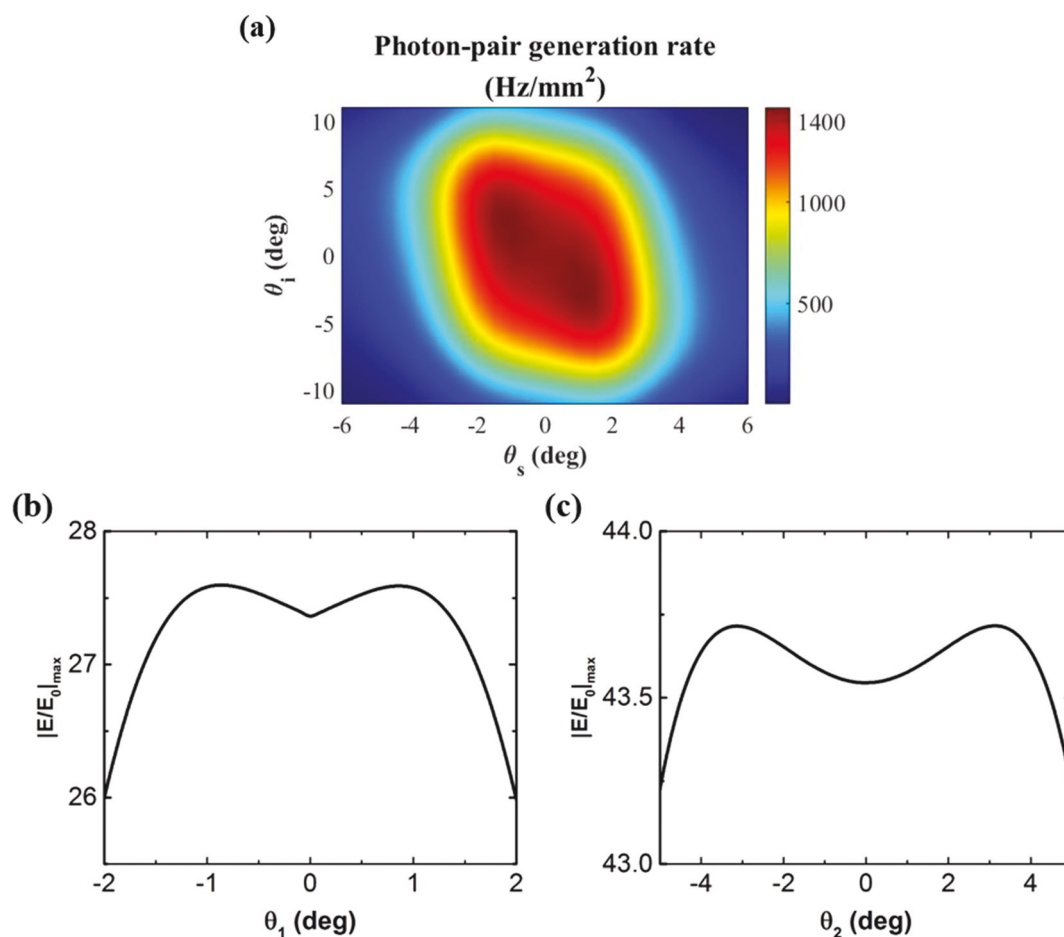 (a)
Photon-pair generation rate
(Hz/mm²)
10
5
0
-5
-10
θi (deg)
-6 -4 -2 0 2 4 6
θs (deg)
1400
1000
500
(b)
28
27
26
|E/E0|max
-2 -1 0 1 2
θ1 (deg)
(c)
44.0
43.5
43.0
|E/E0|max
-4 -2 0 2 4
θ2 (deg)